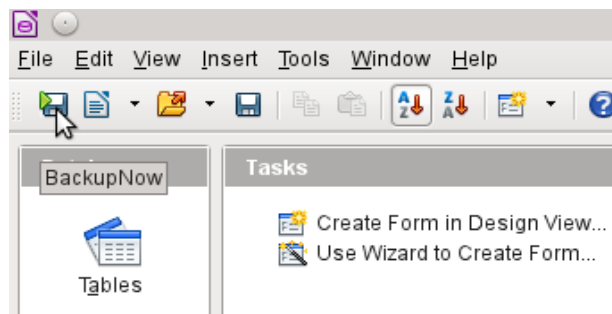 File Edit View Insert Tools Window Help
BackupNow
Tasks
Create Form in Design View...
Use Wizard to Create Form...
Tables